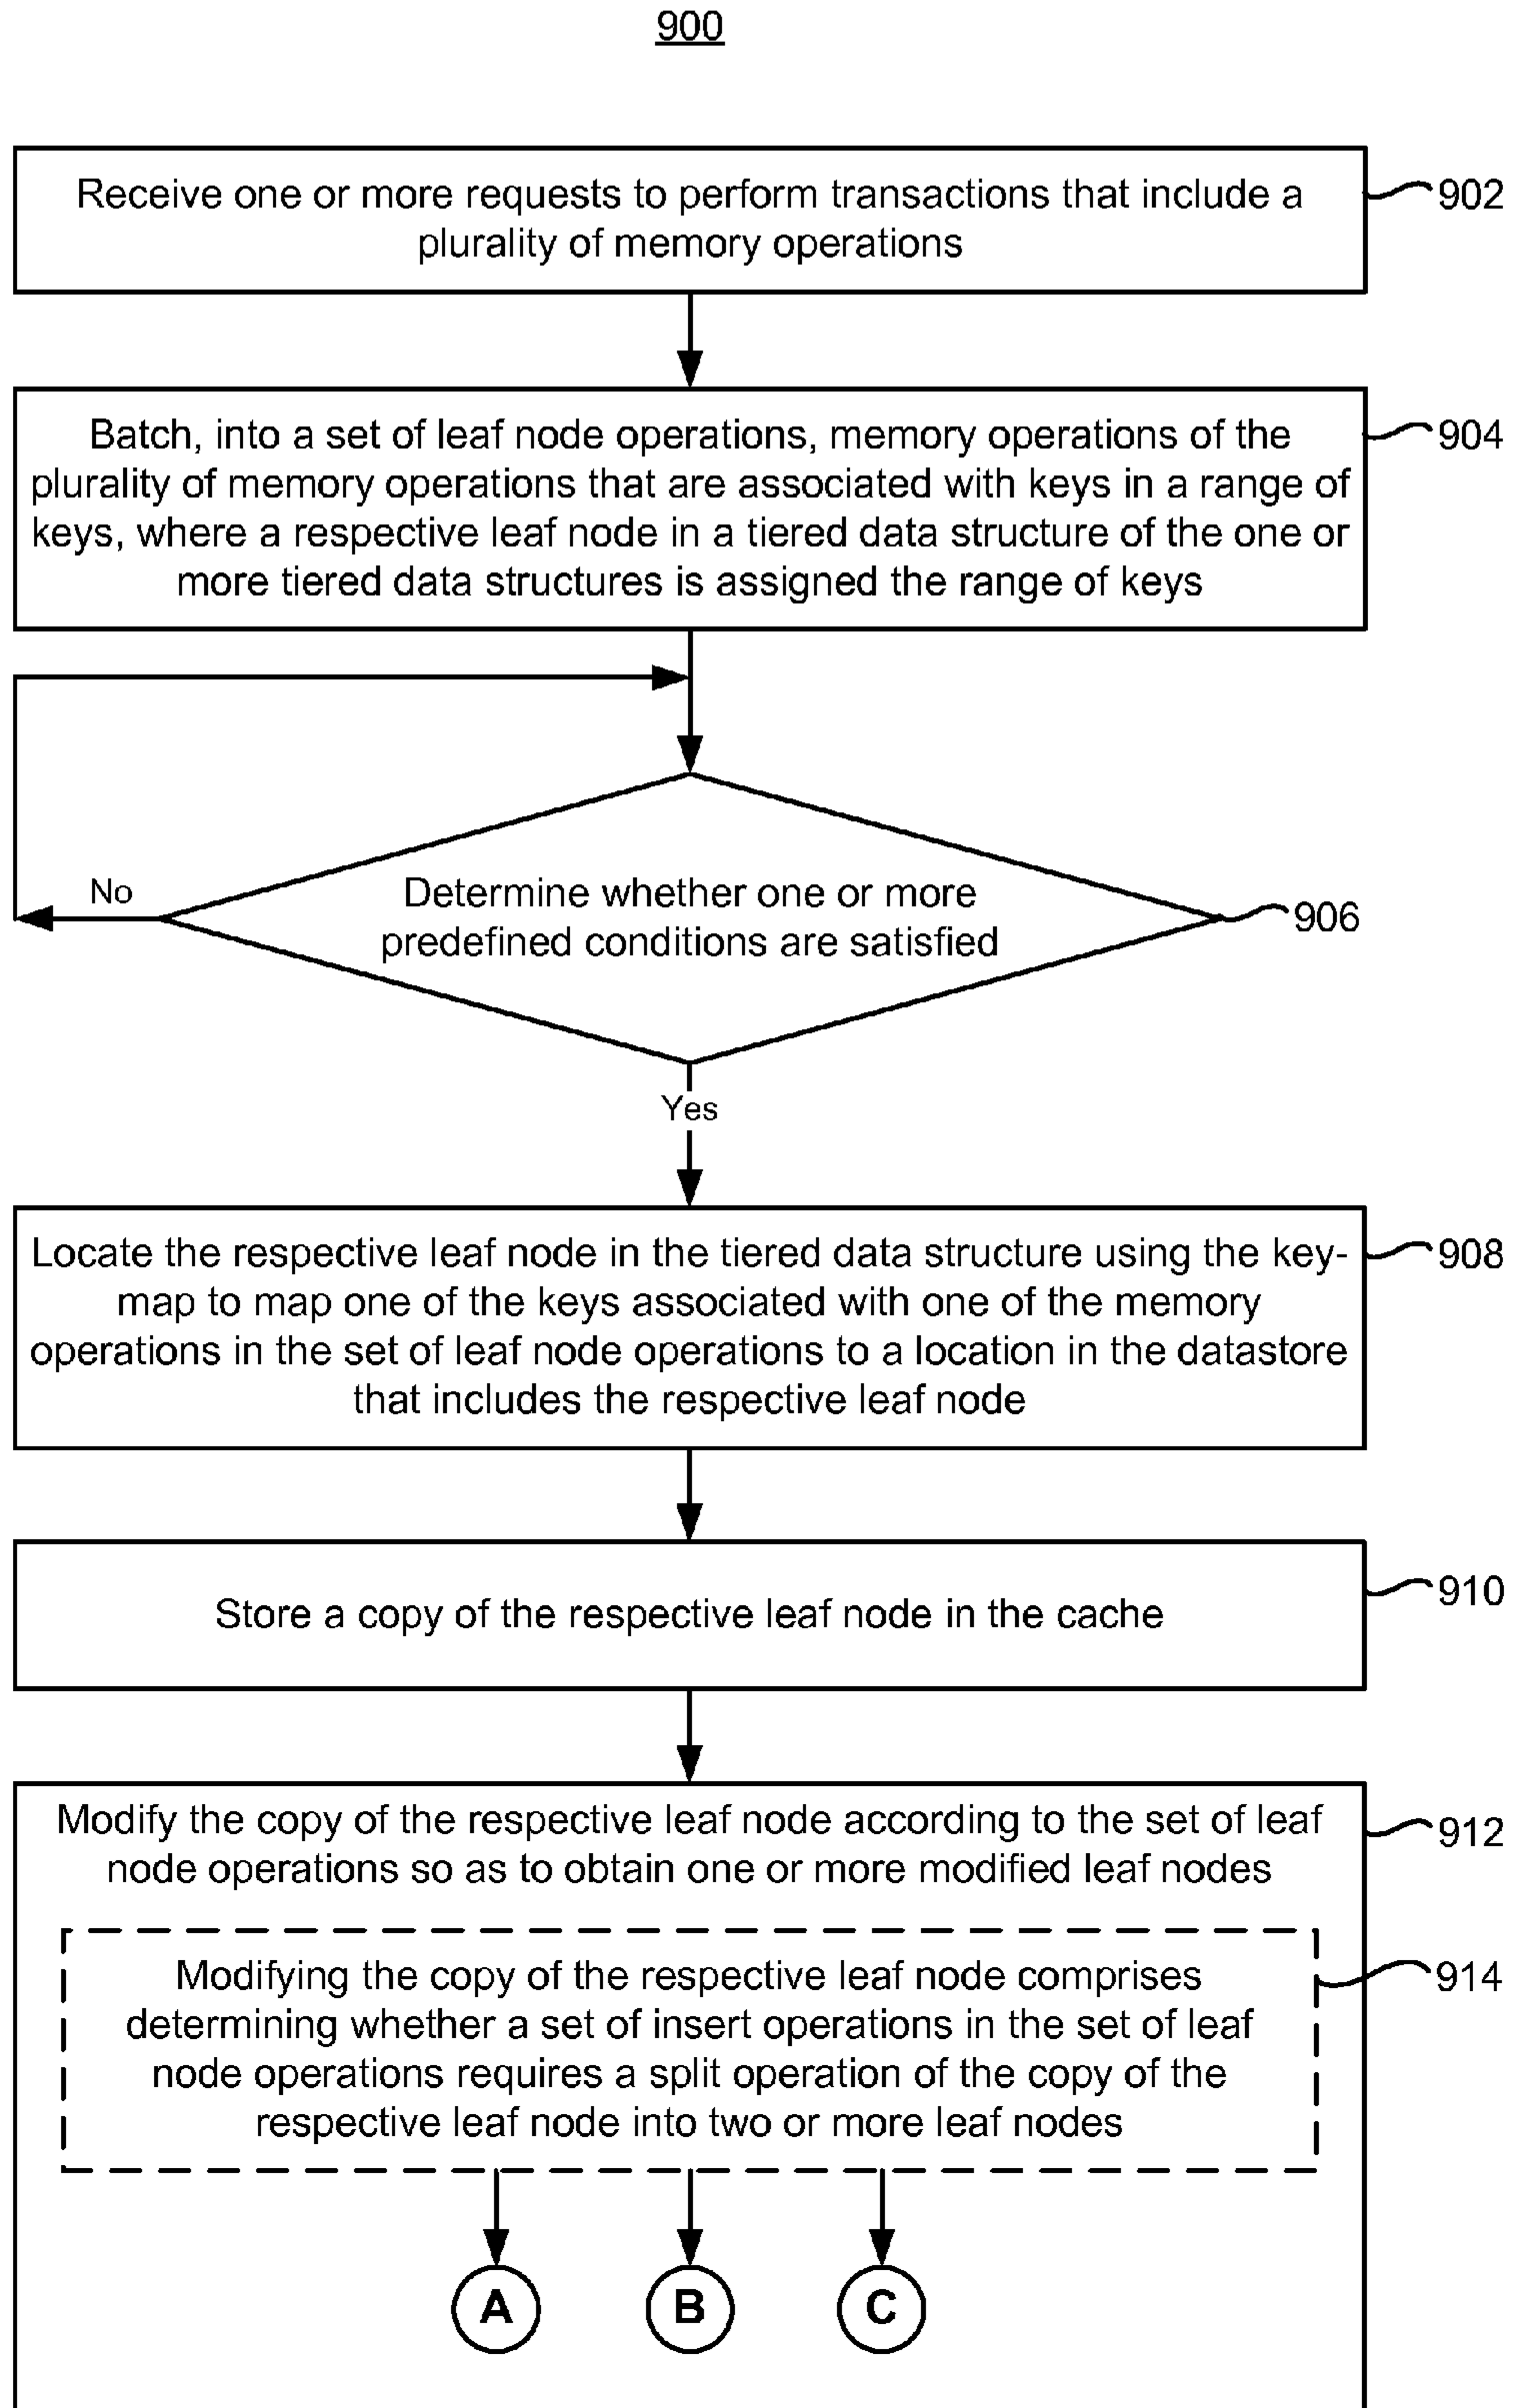 900
Receive one or more requests to perform transactions that include a
plurality of memory operations
902
Batch, into a set of leaf node operations, memory operations of the
plurality of memory operations that are associated with keys in a range of
keys, where a respective leaf node in a tiered data structure of the one or
more tiered data structures is assigned the range of keys
904
No
Determine whether one or more
predefined conditions are satisfied
906
Yes
Locate the respective leaf node in the tiered data structure using the key-
map to map one of the keys associated with one of the memory
operations in the set of leaf node operations to a location in the datastore
that includes the respective leaf node
908
Store a copy of the respective leaf node in the cache
910
Modify the copy of the respective leaf node according to the set of leaf
node operations so as to obtain one or more modified leaf nodes
912
Modifying the copy of the respective leaf node comprises
determining whether a set of insert operations in the set of leaf
node operations requires a split operation of the copy of the
respective leaf node into two or more leaf nodes
914
A B C